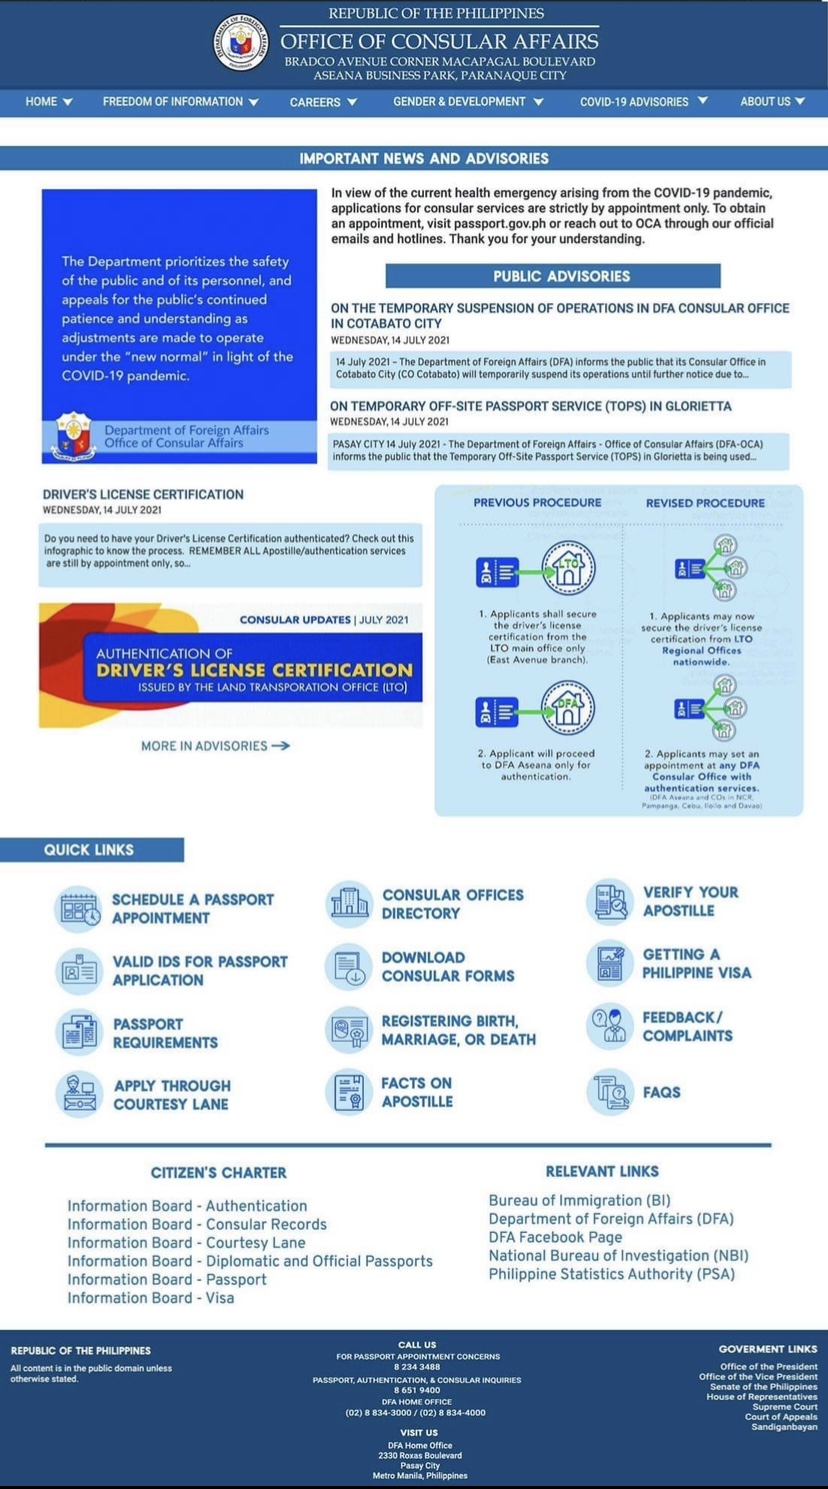 REPUBLIC OF THE PHILIPPINES
OFFICE OF CONSULAR AFFAIRS
BRADCO AVENUE CORNER MACAPAGAL BOULEVARD
ASEANA BUSINESS PARK, PARANAQUE CITY
HOME
FREEDOM OF INFORMATION
CAREERS
GENDER & DEVELOPMENT
COVID-19 ADVISORIES
ABOUT US
IMPORTANT NEWS AND ADVISORIES
The Department prioritizes the safety
of the public and of its personnel, and
appeals for the public's continued
patience and understanding as
adjustments are made to operate
under the "new normal" in light of the
COVID-19 pandemic.
Department of Foreign Affairs
Office of Consular Affairs
In view of the current health emergency arising from the COVID-19 pandemic,
applications for consular services are strictly by appointment only. To obtain
an appointment, visit passport.gov.ph or reach out to OCA through our official
emails and hotlines. Thank you for your understanding.
PUBLIC ADVISORIES
ON THE TEMPORARY SUSPENSION OF OPERATIONS IN DFA CONSULAR OFFICE
IN COTABATO CITY
WEDNESDAY, 14 JULY 2021
14 July 2021 – The Department of Foreign Affairs (DFA) informs the public that its Consular Office in
Cotabato City (CO Cotabato) will temporarily suspend its operations until further notice due to...
ON TEMPORARY OFF-SITE PASSPORT SERVICE (TOPS) IN GLORIETTA
WEDNESDAY, 14 JULY 2021
PASAY CITY 14 July 2021 - The Department of Foreign Affairs - Office of Consular Affairs (DFA-OCA)
informs the public that the Temporary Off-Site Passport Service (TOPS) in Glorietta is being used...
DRIVER'S LICENSE CERTIFICATION
WEDNESDAY, 14 JULY 2021
Do you need to have your Driver's License Certification authenticated? Check out this
infographic to know the process. REMEMBER ALL Apostille/authentication services
are still by appointment only, so...
CONSULAR UPDATES | JULY 2021
AUTHENTICATION OF
DRIVER'S LICENSE CERTIFICATION
ISSUED BY THE LAND TRANSPORATION OFFICE (LTO)
MORE IN ADVISORIES
PREVIOUS PROCEDURE
LTO
1. Applicants shall secure
the driver's license
certification from the
LTO main office only
(East Avenue branch).
DFA
2. Applicant will proceed
to DFA Aseana only for
authentication.
REVISED PROCEDURE
1. Applicants may now
secure the driver's license
certification from LTO
Regional Offices
nationwide.
2. Applicants may set an
appointment at any DFA
Consular Office with
authentication services.
(DFA Aseana and COs in NCR,
Pampanga, Cebu, Iloilo and Davao)
QUICK LINKS
SCHEDULE A PASSPORT
APPOINTMENT
VALID IDS FOR PASSPORT
APPLICATION
PASSPORT
REQUIREMENTS
APPLY THROUGH
COURTESY LANE
CONSULAR OFFICES
DIRECTORY
DOWNLOAD
CONSULAR FORMS
REGISTERING BIRTH,
MARRIAGE, OR DEATH
FACTS ON
APOSTILLE
VERIFY YOUR
APOSTILLE
GETTING A
PHILIPPINE VISA
FEEDBACK/
COMPLAINTS
FAQS
CITIZEN'S CHARTER
Information Board - Authentication
Information Board - Consular Records
Information Board - Courtesy Lane
Information Board - Diplomatic and Official Passports
Information Board - Passport
Information Board - Visa
RELEVANT LINKS
Bureau of Immigration (BI)
Department of Foreign Affairs (DFA)
DFA Facebook Page
National Bureau of Investigation (NBI)
Philippine Statistics Authority (PSA)
REPUBLIC OF THE PHILIPPINES
All content is in the public domain unless
otherwise stated.
CALL US
FOR PASSPORT APPOINTMENT CONCERNS
8 234 3488
PASSPORT, AUTHENTICATION, & CONSULAR INQUIRIES
8 651 9400
DFA HOME OFFICE
(02) 8 834-3000 / (02) 8 834-4000
VISIT US
DFA Home Office
2330 Roxas Boulevard
Pasay City
Metro Manila, Philippines
GOVERMENT LINKS
Office of the President
Office of the Vice President
Senate of the Philippines
House of Representatives
Supreme Court
Court of Appeals
Sandiganbayan